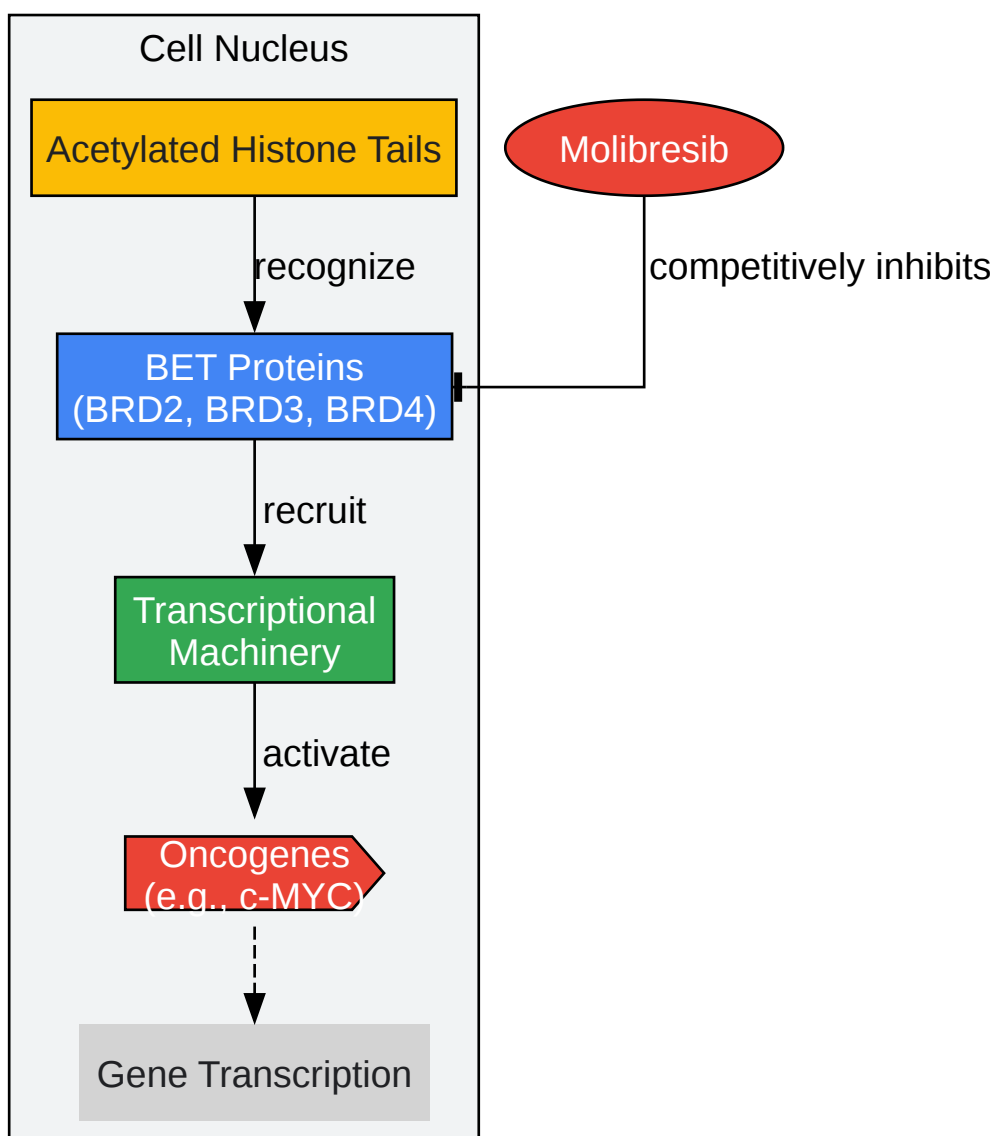 Cell Nucleus
Acetylated Histone Tails
Molibresib
recognize
competitively inhibits
BET Proteins
(BRD2, BRD3, BRD4)
recruit
Transcriptional
Machinery
activate
Oncogenes
(e.g., c-MYC)
Gene Transcription